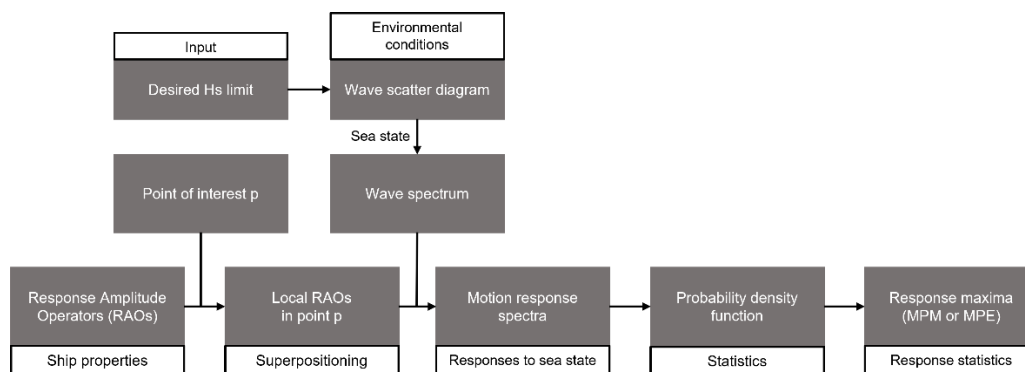 Input
Environmental
conditions
Desired Hs limit
Wave scatter diagram
Sea state
Point of interest p
Wave spectrum
Response Amplitude
Operators (RAOs)
Local RAOs
in point p
Motion response
spectra
Probability density
function
Response maxima
(MPM or MPE)
Ship properties
Superpositioning
Responses to sea state
Statistics
Response statistics